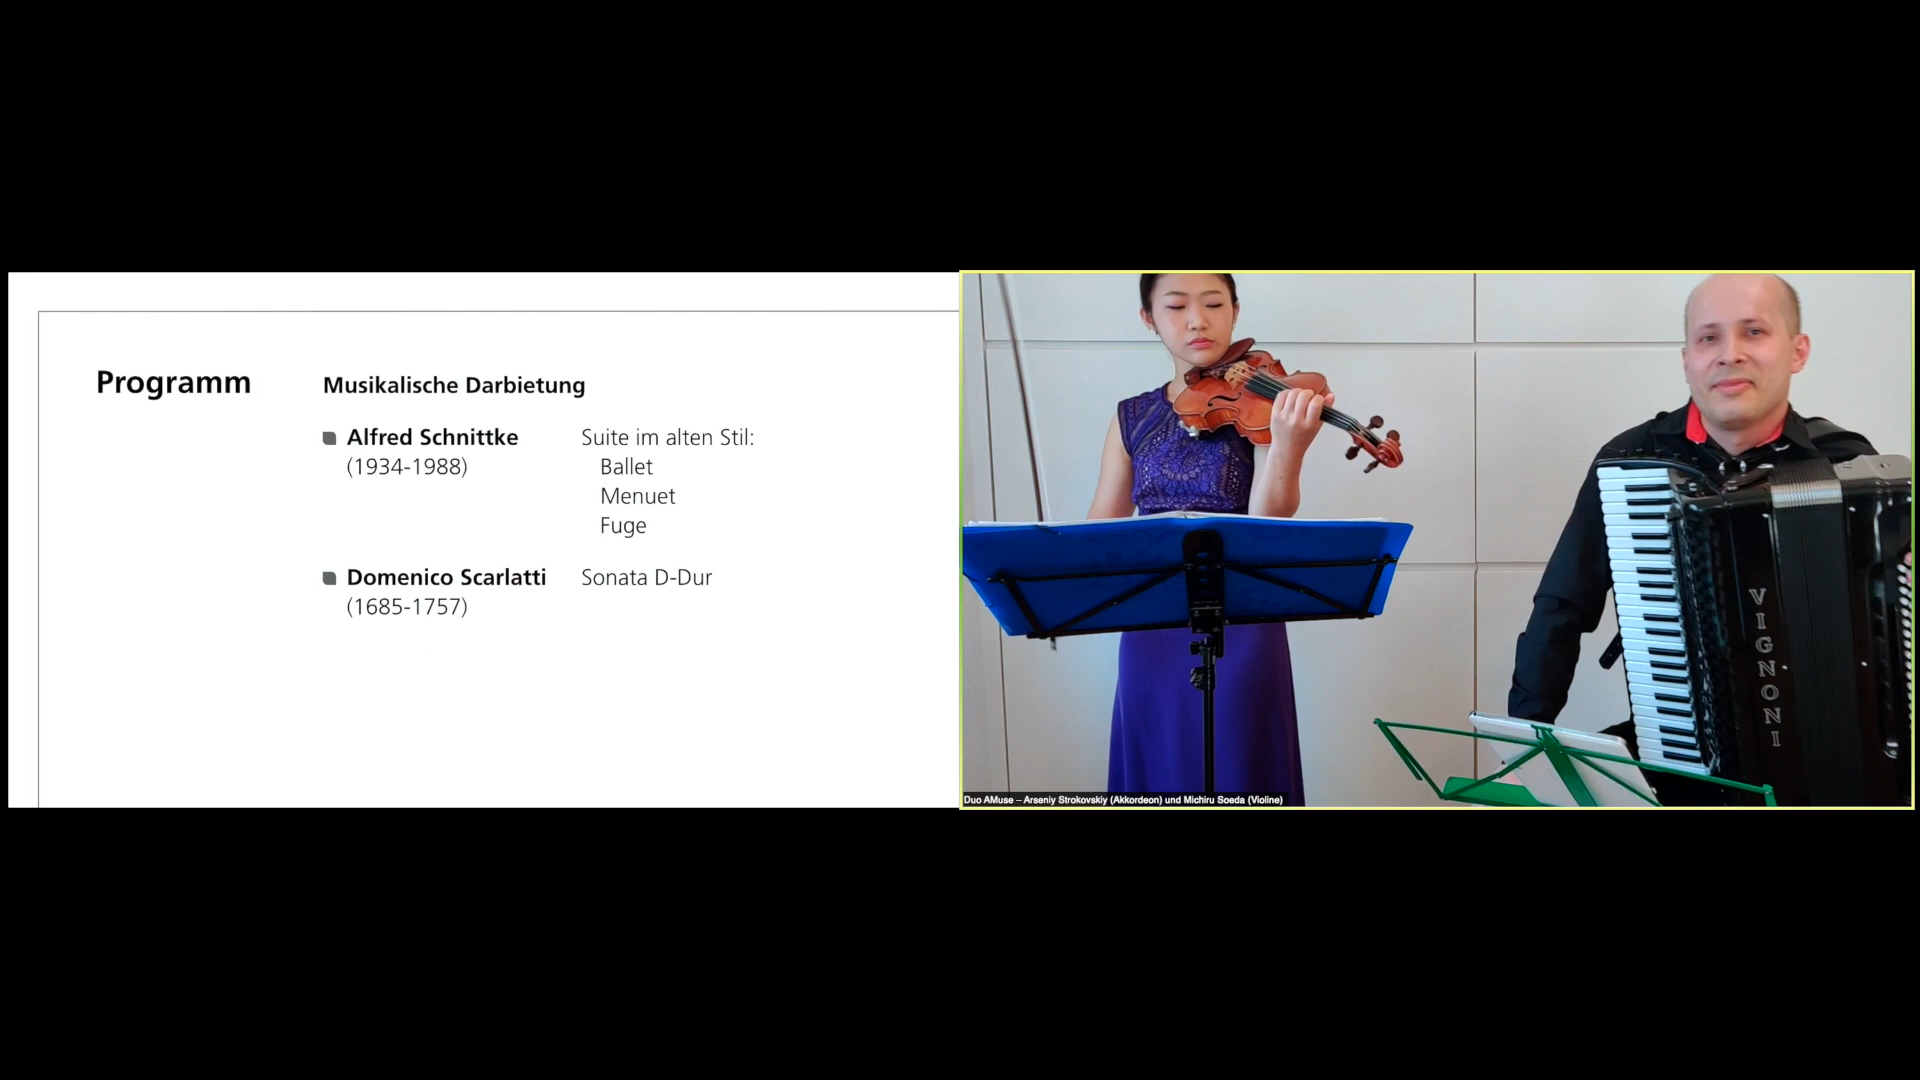 Programm
Musikalische Darbietung
Alfred Schnittke
(1934-1988)
Suite im alten Stil:
Ballet
Menuet
Fuge
Domenico Scarlatti
(1685-1757)
Sonata D-Dur
VIGNONI
Duo AMuse – Arseniy Strokovskiy (Akkordeon) und Michiru Soeda (Violine)